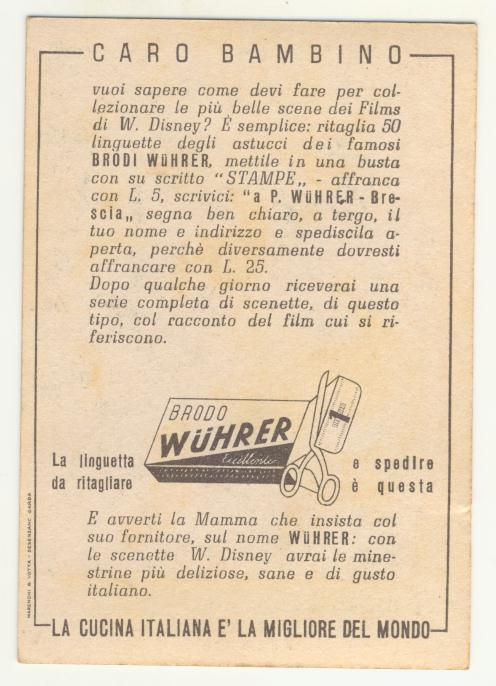 CARO BAMBINO
vuoi sapere come devi fare per col-
lezionare le più belle scene dei Films
di W. Disney? È semplice: ritaglia 50
linguette degli astucci dei famosi
BRODI WÜHRER, mettile in una busta
con su scritto "STAMPE„ - affranca
con L. 5, scrivici: "a P. WÜHRER - Bre-
scia„ segna ben chiaro, a tergo, il
tuo nome e indirizzo e spediscila a-
perta, perchè diversamente dovresti
affrancare con L. 25.
Dopo qualche giorno riceverai una
serie completa di scenette, di questo
tipo, col racconto del film cui si ri-
feriscono.
BRODO
WÜHRER
Eccellente
1
La linguetta
da ritagliare
e spedire
è questa
E avverti la Mamma che insista col
suo fornitore, sul nome WÜHRER: con
le scenette W. Disney avrai le mine-
strine più deliziose, sane e di gusto
italiano.
LA CUCINA ITALIANA E' LA MIGLIORE DEL MONDO